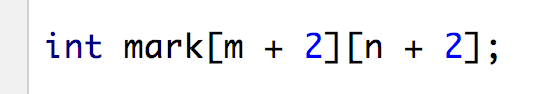 int mark[m + 2][n + 2];